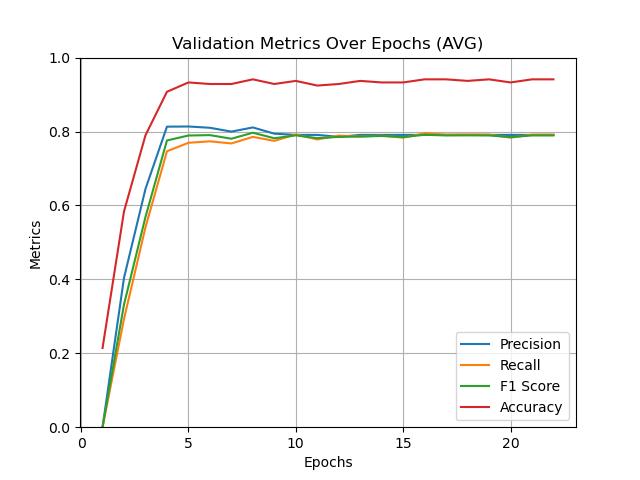 Validation Metrics Over Epochs (AVG)
1.0
0.8
0.6
0.4
0.2
0.0
Metrics
0
5
10
15
20
Epochs
Precision
Recall
F1 Score
Accuracy